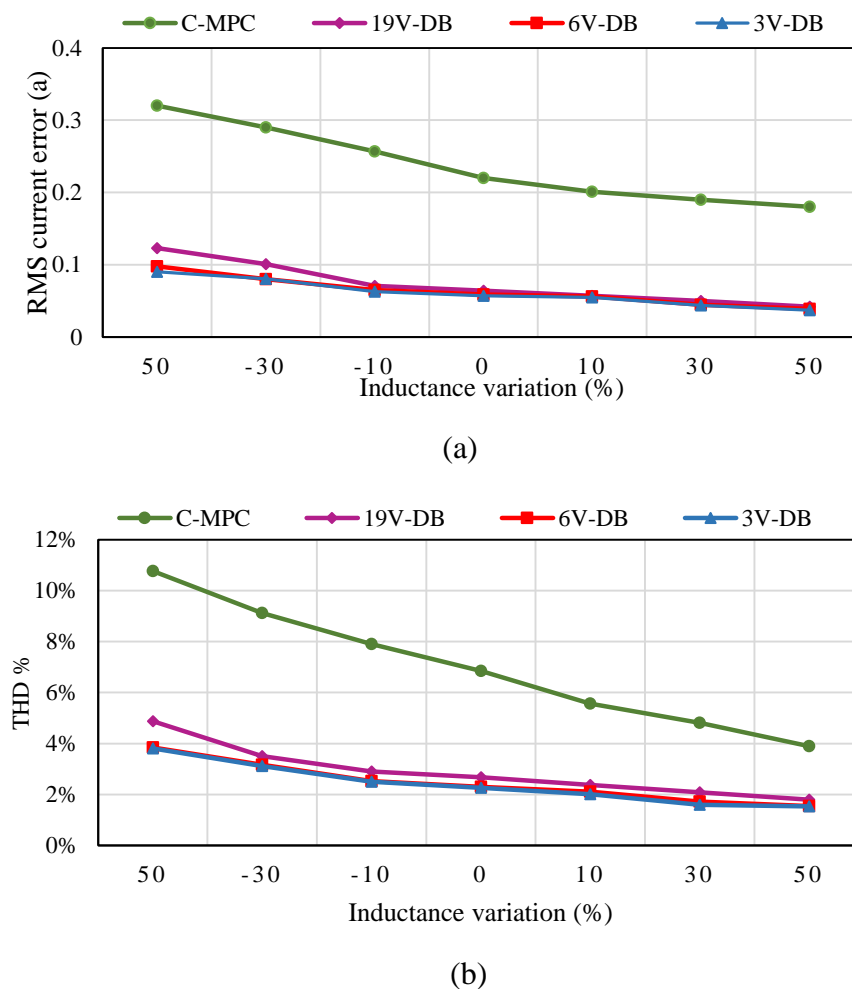 C-MPC 19V-DB 6V-DB 3V-DB
0.4
0.3
0.2
0.1
0
RMS current error (a)
50 -30 -10 0 10 30 50
Inductance variation (%)
(a)
C-MPC 19V-DB 6V-DB 3V-DB
12%
10%
8%
6%
4%
2%
0%
THD %
50 -30 -10 0 10 30 50
Inductance variation (%)
(b)